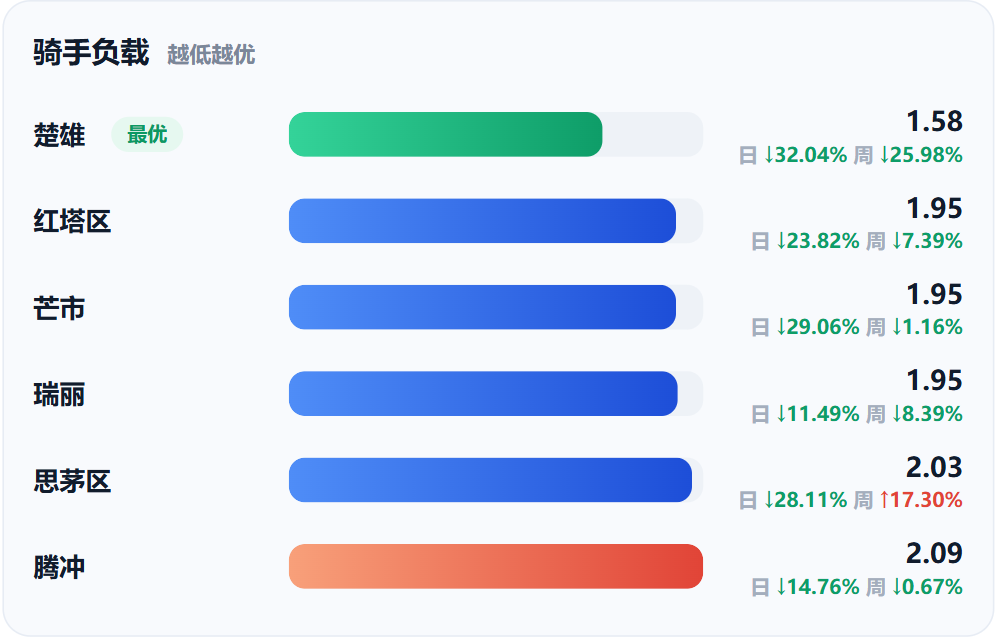 骑手负载 越低越优
楚雄 最优 1.58
日 ↓32.04% 周 ↓25.98%
红塔区 1.95
日 ↓23.82% 周 ↓7.39%
芒市 1.95
日 ↓29.06% 周 ↓1.16%
瑞丽 1.95
日 ↓11.49% 周 ↓8.39%
思茅区 2.03
日 ↓28.11% 周 ↑17.30%
腾冲 2.09
日 ↓14.76% 周 ↓0.67%